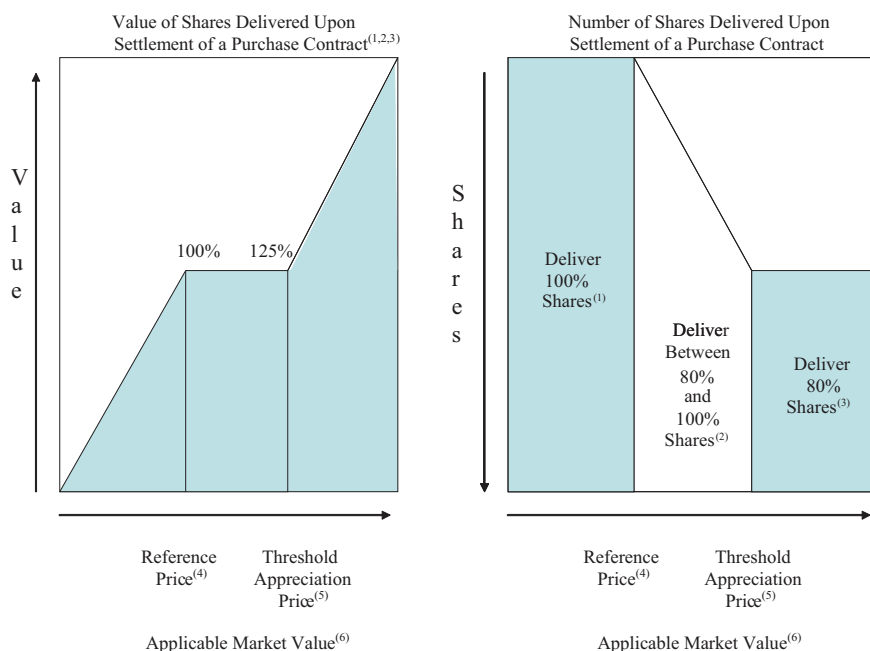 Value of Shares Delivered Upon
Settlement of a Purchase Contract(1,2,3)
Value
100%
125%
Reference
Price(4)
Threshold
Appreciation
Price(5)
Applicable Market Value(6)
Number of Shares Delivered Upon
Settlement of a Purchase Contract
Shares
Deliver
100%
Shares(1)
Deliver
Between
80%
and
100%
Shares(2)
Deliver
80%
Shares(3)
Reference
Price(4)
Threshold
Appreciation
Price(5)
Applicable Market Value(6)